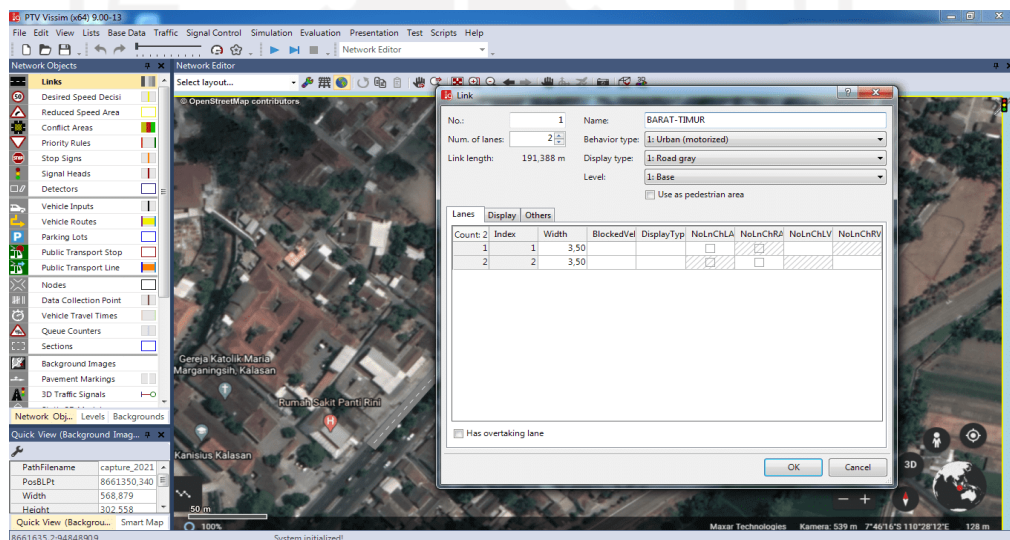 PTV Vissim (x64) 9.00-13
File Edit View Lists Base Data Traffic Signal Control Simulation Evaluation Presentation Test Scripts Help
Network Editor
Network Objects
Links
Desired Speed Decisi
Reduced Speed Area
Conflict Areas
Priority Rules
Stop Signs
Signal Heads
Detectors
Vehicle Inputs
Vehicle Routes
Parking Lots
Public Transport Stop
Public Transport Line
Nodes
Data Collection Point
Vehicle Travel Times
Queue Counters
Sections
Background Images
Pavement Markings
3D Traffic Signals
Network Obj... Levels Backgrounds
Quick View (Background Imag...
PathFilename capture_2021
PosBLPt 8661350,340
Width 568,879
Height 302,558
Quick View (Backgrou... Smart Map
8661635,2:94848909
System initialized!
Network Editor
Select layout...
© OpenStreetMap contributors
Gereja Katolik Maria
Marganingsih, Kalasan
Rumah Sakit Panti Rini
H
Kanisius Kalasan
50 m
100%
3D
Maxar Technologies Kamera: 539 m 7°46'16"S 110°28'12"E 128 m
Link
No.: 1 Name: BARAT-TIMUR
Num. of lanes: 2 Behavior type: 1: Urban (motorized)
Link length: 191,388 m Display type: 1: Road gray
Level: 1: Base
Use as pedestrian area
Lanes Display Others
Count: 2 Index Width BlockedVel DisplayTyp NoLnChLA NoLnChRA NoLnChLV NoLnChRV
1 1 3,50
2 2 3,50
Has overtaking lane
OK Cancel